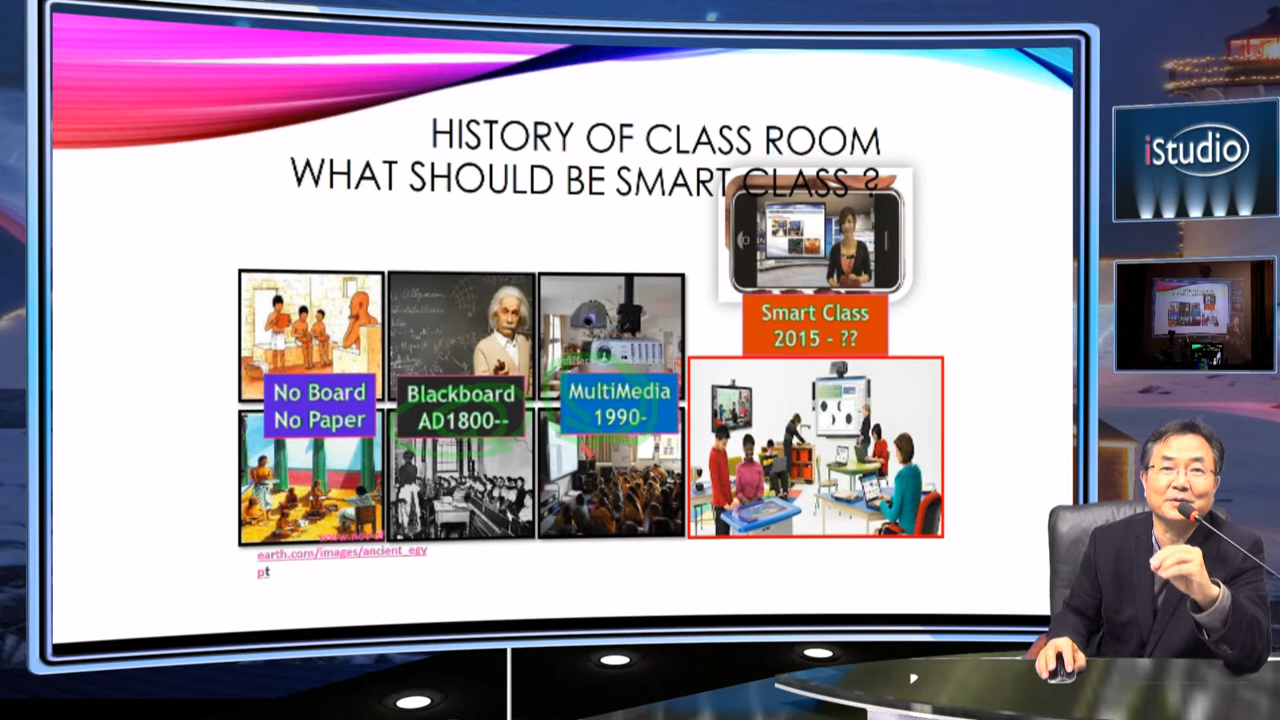 HISTORY OF CLASS ROOM
WHAT SHOULD BE SMART CLASS ?
iStudio
Smart Class
2015 - ??
No Board
No Paper
Blackboard
AD1800--
MultiMedia
1990-
earth.com/images/ancient_egy
pt